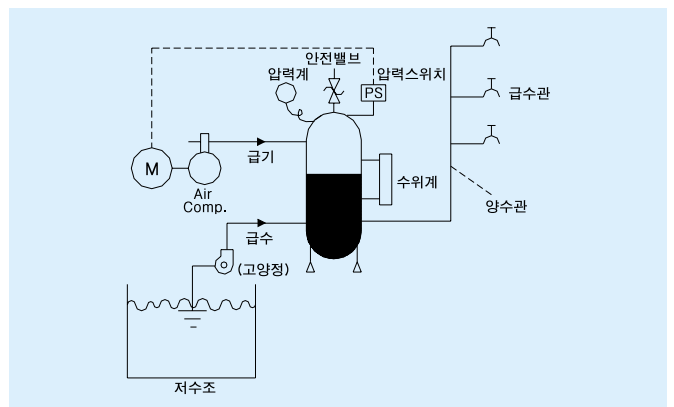 안전밸브
압력계
압력스위치
PS
급수관
M
급기
수위계
Air
Comp.
양수관
급수
(고양정)
저수조